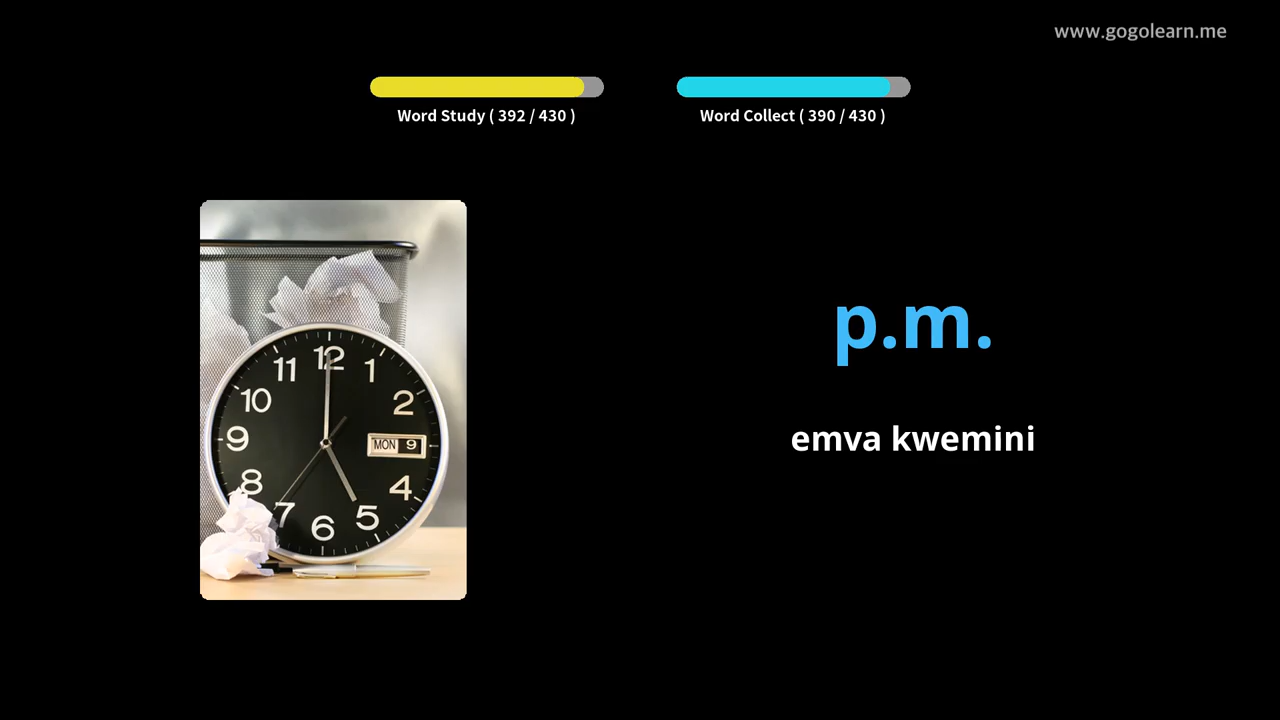 www.gogolearn.me
Word Study ( 392 / 430 )
Word Collect ( 390 / 430 )
12
11
1
10
2
9
MON 9
8
4
7
5
6
p.m.
emva kwemini